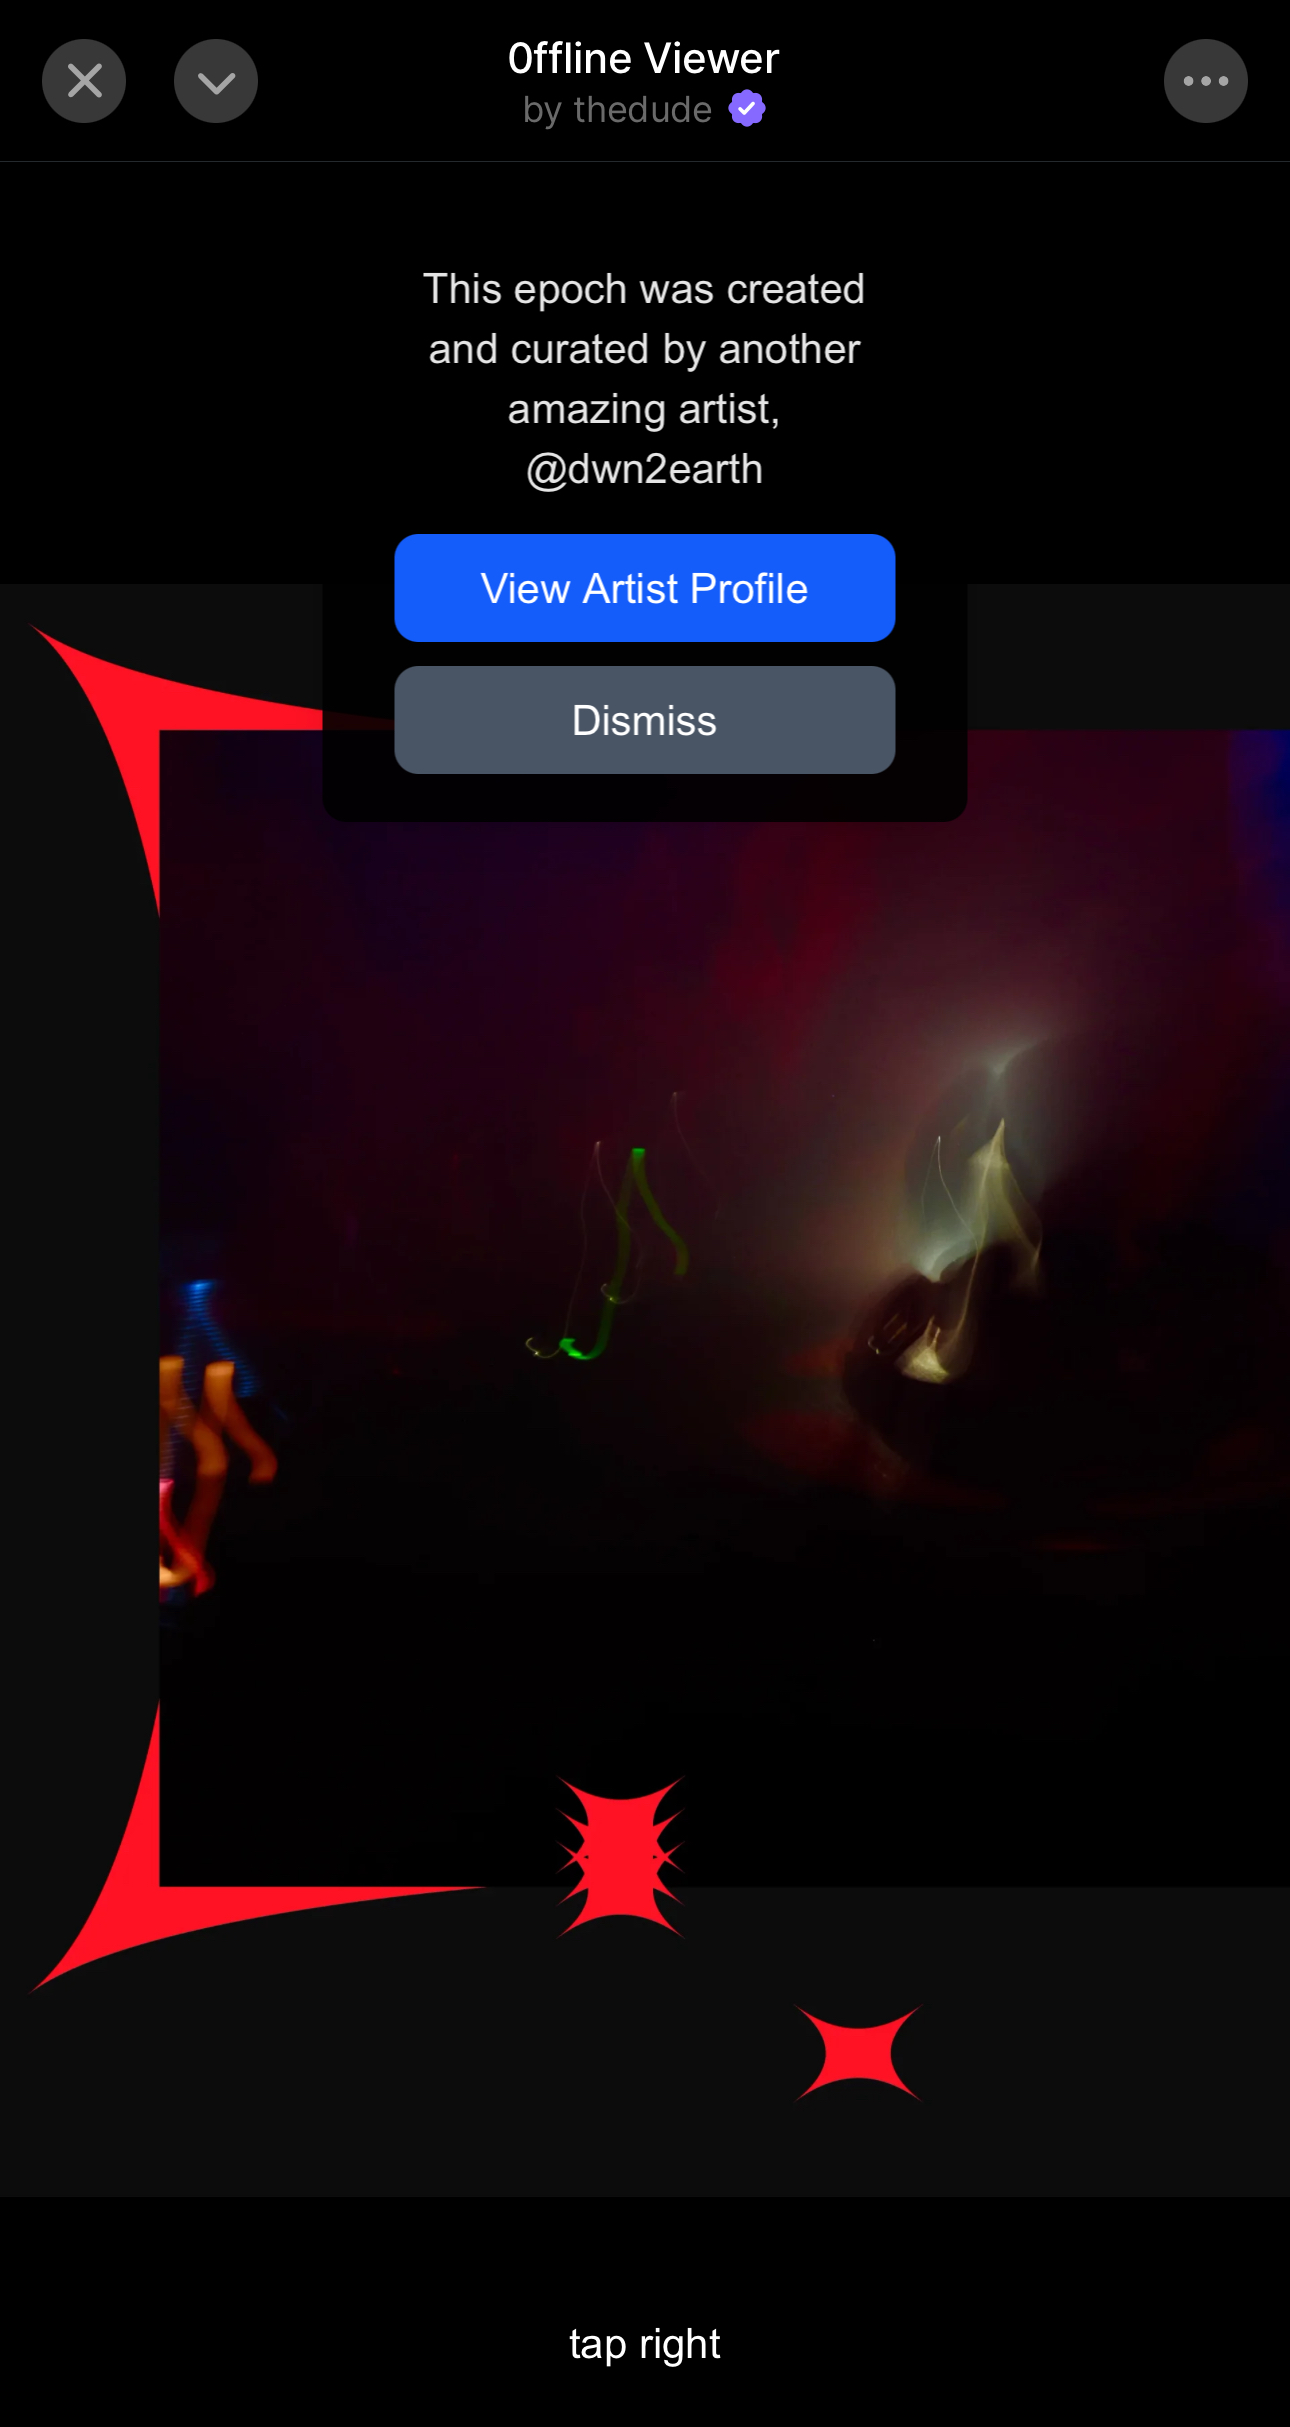 0ffline Viewer
by thedude
This epoch was created
and curated by another
amazing artist,
@dwn2earth
View Artist Profile
Dismiss
tap right